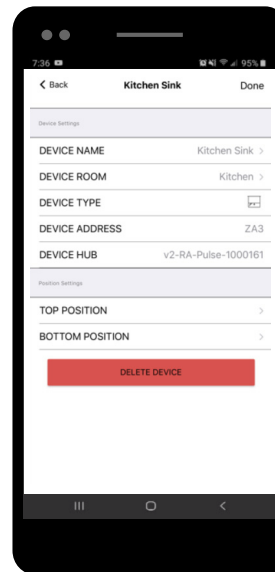 7:36 95%
Back Kitchen Sink Done
Device Settings
DEVICE NAME Kitchen Sink
DEVICE ROOM Kitchen
DEVICE TYPE
DEVICE ADDRESS ZA3
DEVICE HUB v2-RA-Pulse-1000161
Position Settings
TOP POSITION
BOTTOM POSITION
DELETE DEVICE